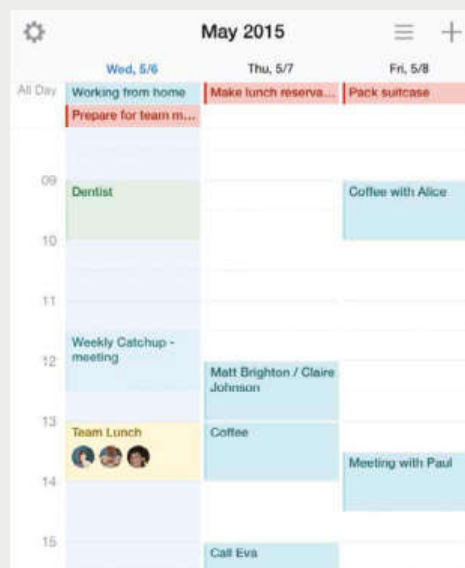 May 2015
Wed, 5/6 Thu, 5/7 Fri, 5/8
All Day Working from home Make lunch reserva... Pack suitcase
Prepare for team m...
09
Dentist Coffee with Alice
10
11
Weekly Catchup -
meeting
12
Matt Brighton / Claire
Johnson
13
Team Lunch Coffee
Meeting with Paul
14
15
Call Eva